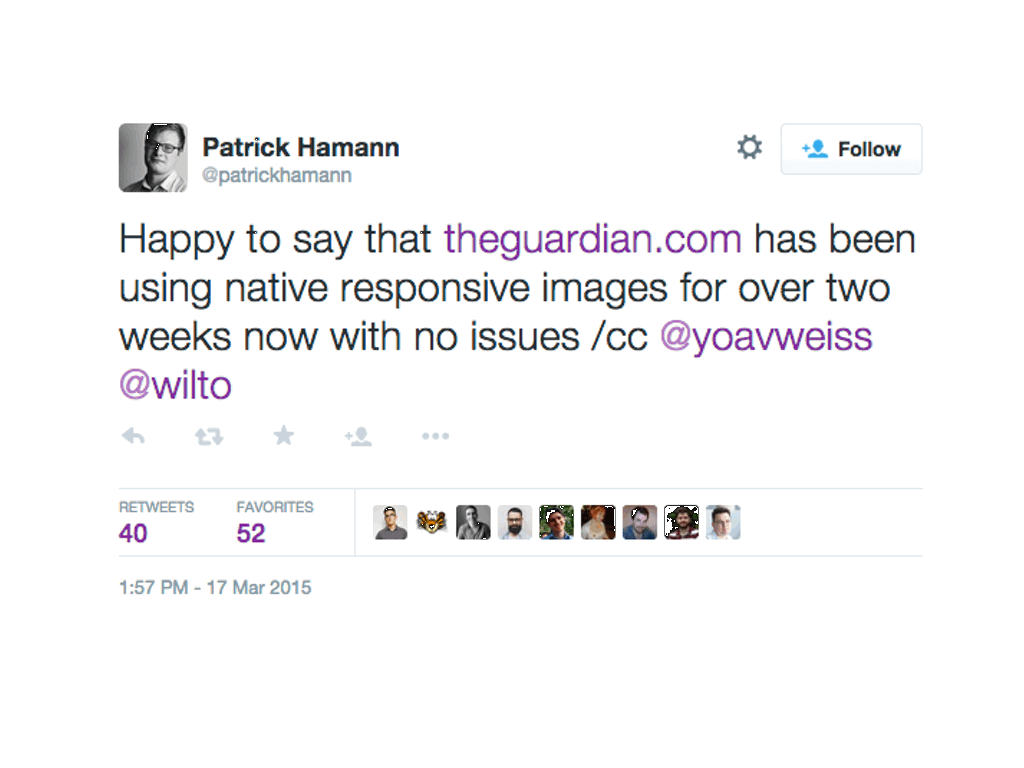 Patrick Hamann
@patrickhamann
Follow
Happy to say that theguardian.com has been
using native responsive images for over two
weeks now with no issues /cc @yoavweiss
@wilto
RETWEETS FAVORITES
40 52
1:57 PM - 17 Mar 2015